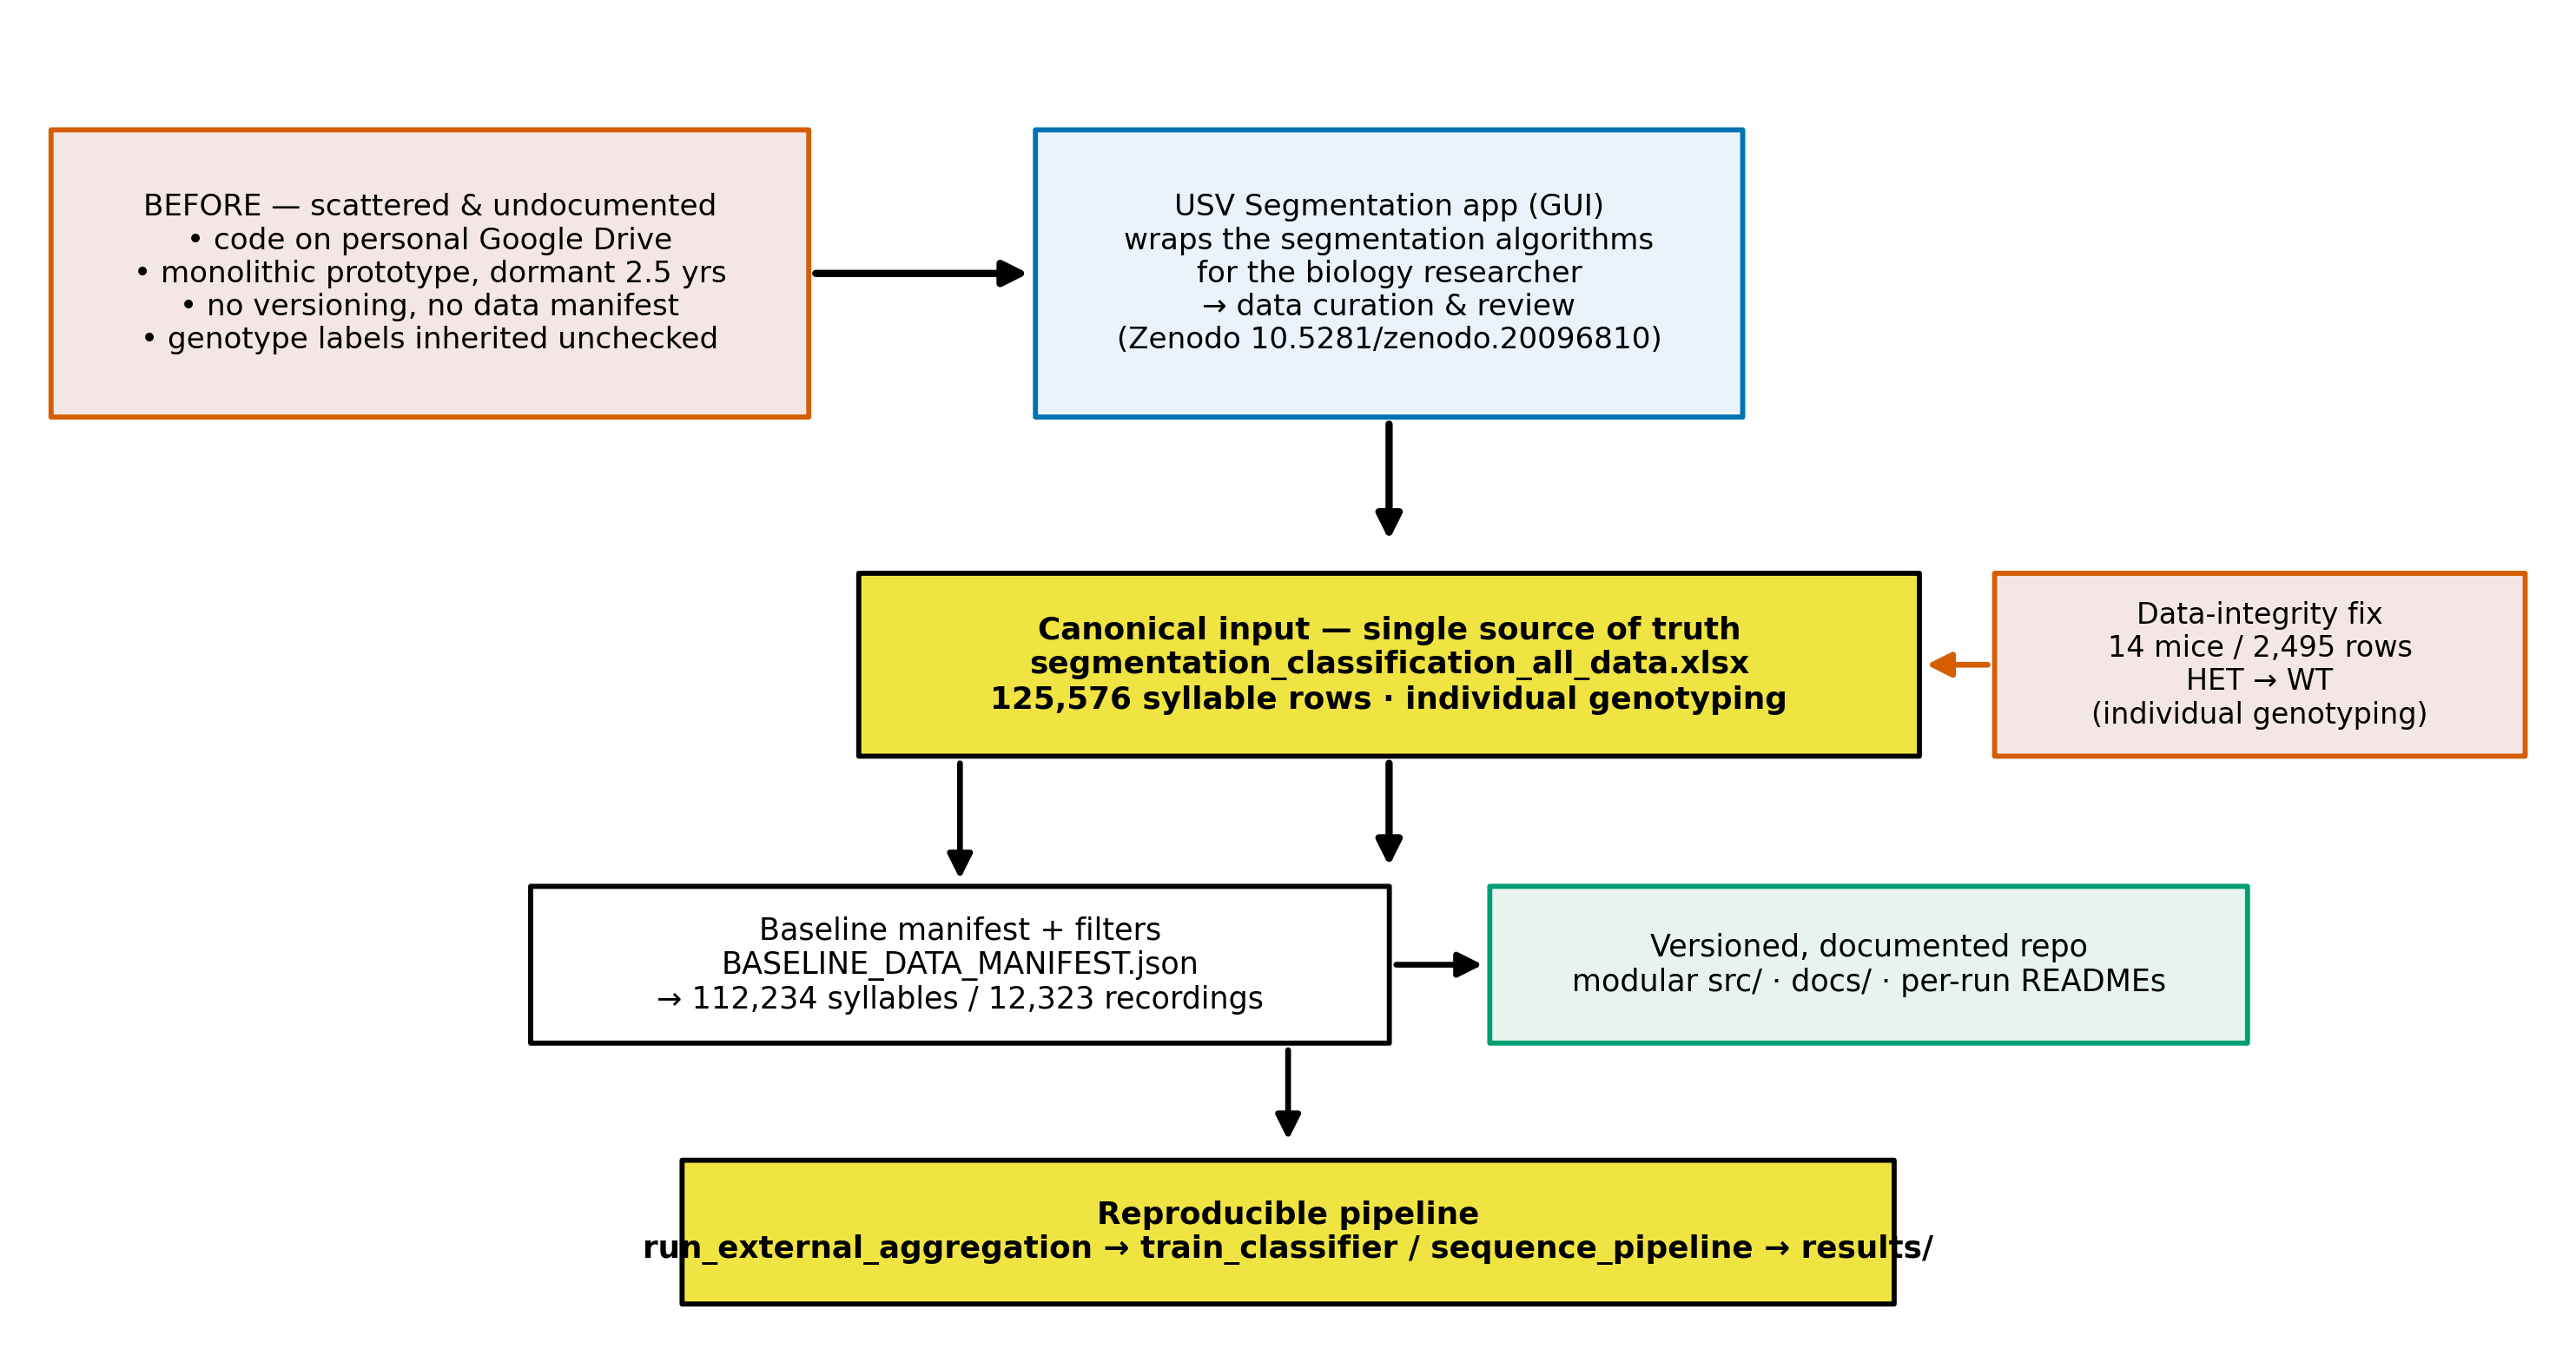 BEFORE — scattered & undocumented
• code on personal Google Drive
• monolithic prototype, dormant 2.5 yrs
• no versioning, no data manifest
• genotype labels inherited unchecked
USV Segmentation app (GUI)
wraps the segmentation algorithms
for the biology researcher
→ data curation & review
(Zenodo 10.5281/zenodo.20096810)
Canonical input — single source of truth
segmentation_classification_all_data.xlsx
125,576 syllable rows · individual genotyping
Data-integrity fix
14 mice / 2,495 rows
HET → WT
(individual genotyping)
Baseline manifest + filters
BASELINE_DATA_MANIFEST.json
→ 112,234 syllables / 12,323 recordings
Versioned, documented repo
modular src/ · docs/ · per-run READMEs
Reproducible pipeline
run_external_aggregation → train_classifier / sequence_pipeline → results/